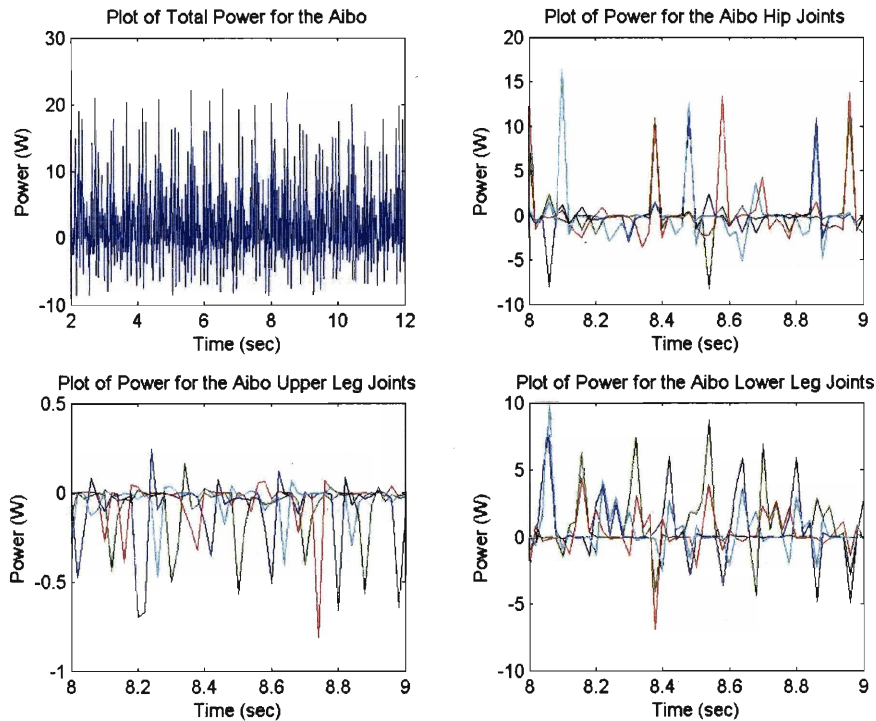 Plot of Total Power for the Aibo
Power (W)
30
20
10
0
-10
2 4 6 8 10 12
Time (sec)
Plot of Power for the Aibo Hip Joints
Power (W)
20
15
10
5
0
-5
-10
8 8.2 8.4 8.6 8.8 9
Time (sec)
Plot of Power for the Aibo Upper Leg Joints
Power (W)
0.5
0
-0.5
-1
8 8.2 8.4 8.6 8.8 9
Time (sec)
Plot of Power for the Aibo Lower Leg Joints
Power (W)
10
5
0
-5
-10
8 8.2 8.4 8.6 8.8 9
Time (sec)